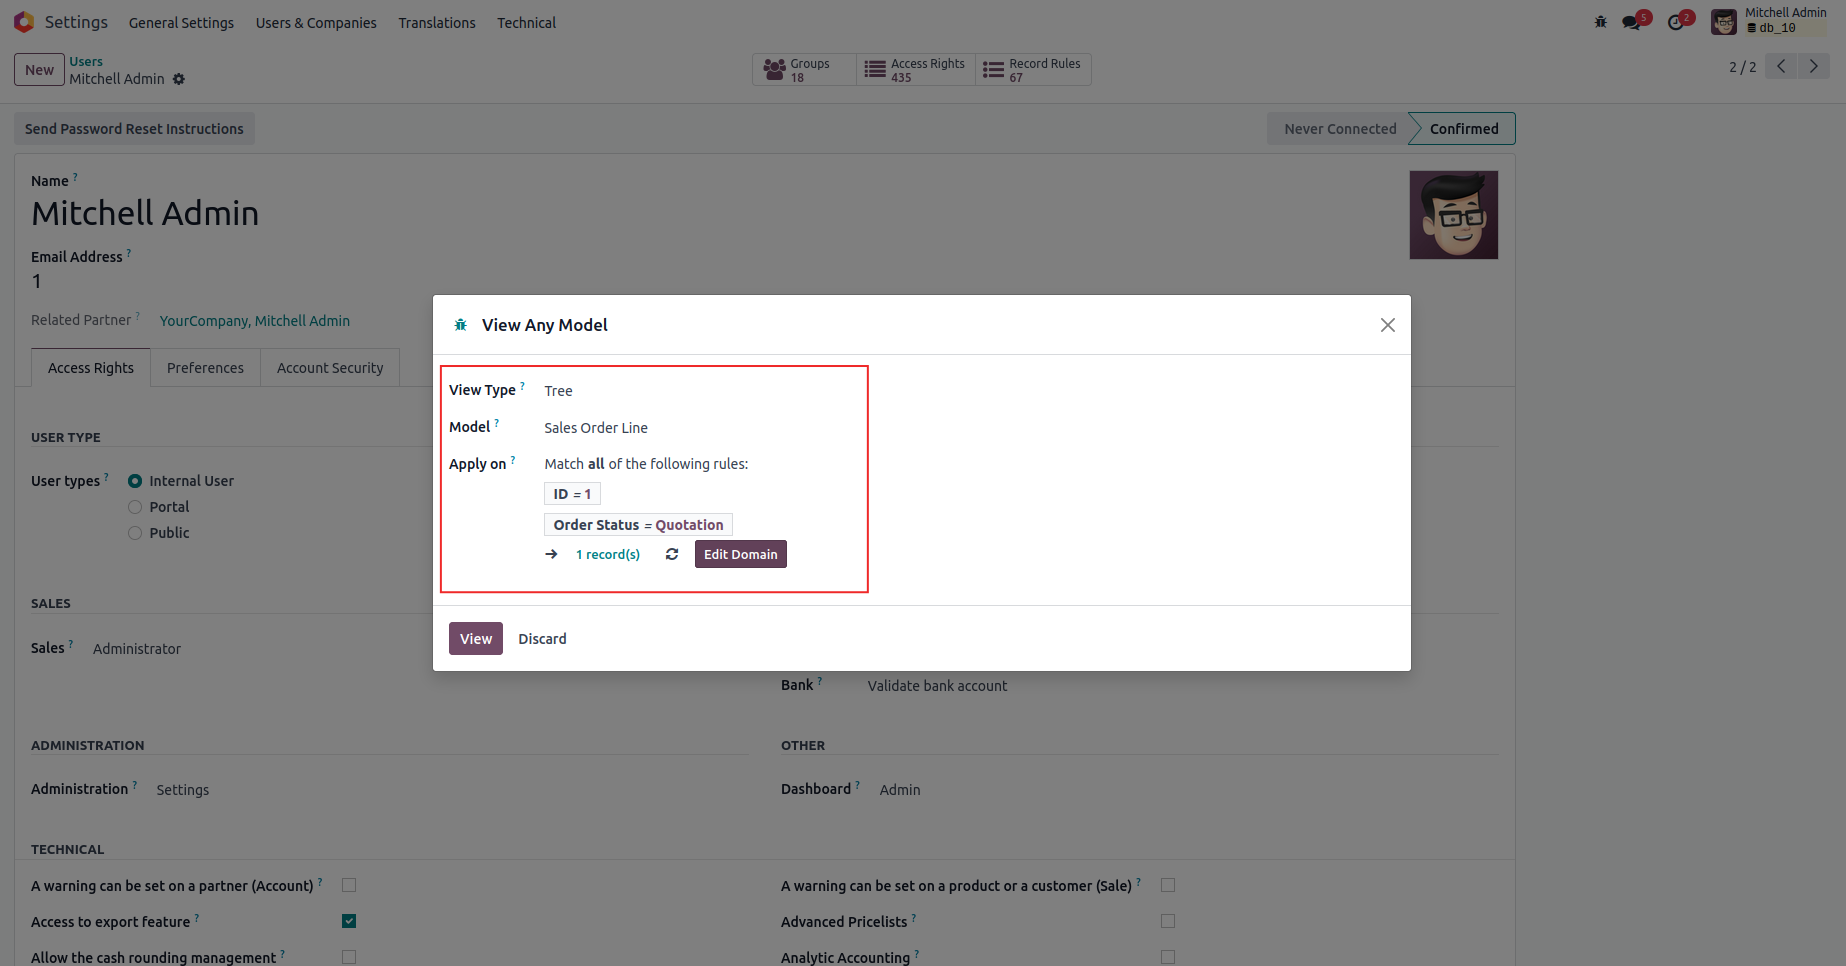 Settings General Settings Users & Companies Translations Technical 5 2 Mitchell Admin
db_10
New Users
Mitchell Admin
Groups
18
Access Rights
435
Record Rules
67
2 / 2
Send Password Reset Instructions Never Connected Confirmed
Name ?
Mitchell Admin
Email Address ?
1
Related Partner ? YourCompany, Mitchell Admin
Access Rights Preferences Account Security
USER TYPE
User types ? Internal User
Portal
Public
SALES
Sales ? Administrator
View Any Model
View Type ? Tree
Model ? Sales Order Line
Apply on ? Match all of the following rules:
ID = 1
Order Status = Quotation
1 record(s) Edit Domain
View Discard
Bank ? Validate bank account
ADMINISTRATION OTHER
Administration ? Settings Dashboard ? Admin
TECHNICAL
A warning can be set on a partner (Account) ? A warning can be set on a product or a customer (Sale) ?
Access to export feature ? Advanced Pricelists ?
Allow the cash rounding management ? Analytic Accounting ?